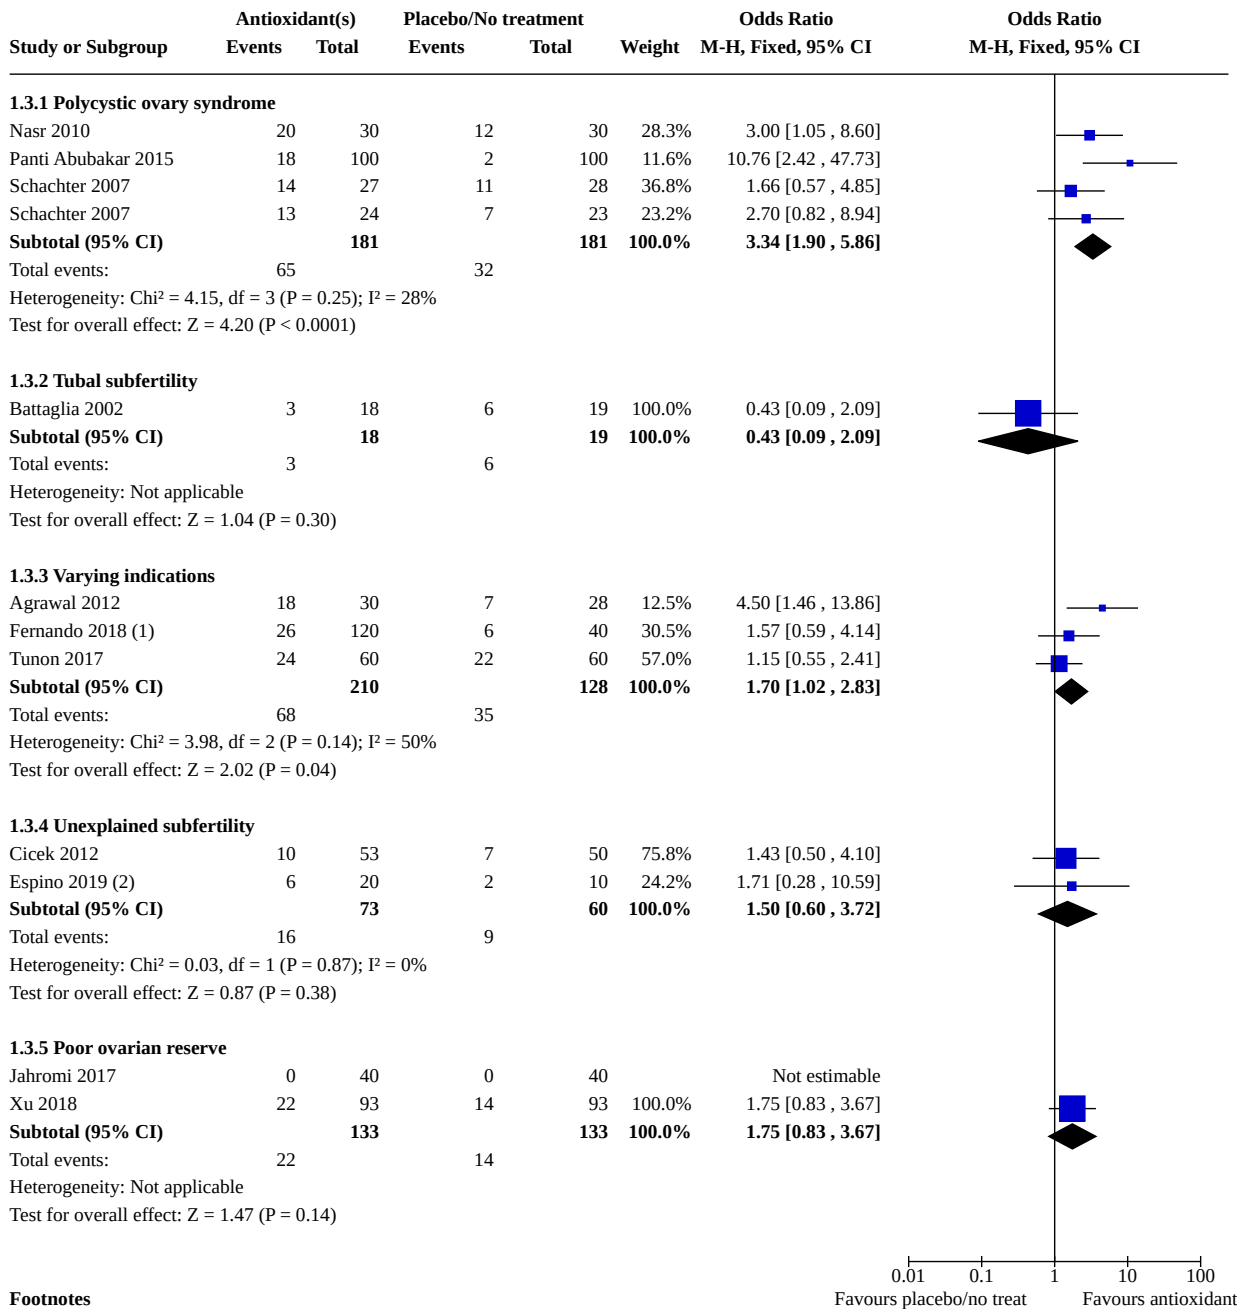 Antioxidant(s) Placebo/No treatment Odds Ratio Odds Ratio
Study or Subgroup Events Total Events Total Weight M-H, Fixed, 95% CI M-H, Fixed, 95% CI
1.3.1 Polycystic ovary syndrome
Nasr 2010 20 30 12 30 28.3% 3.00 [1.05 , 8.60]
Panti Abubakar 2015 18 100 2 100 11.6% 10.76 [2.42 , 47.73]
Schachter 2007 14 27 11 28 36.8% 1.66 [0.57 , 4.85]
Schachter 2007 13 24 7 23 23.2% 2.70 [0.82 , 8.94]
Subtotal (95% CI) 181 181 100.0% 3.34 [1.90 , 5.86]
Total events: 65 32
Heterogeneity: Chi² = 4.15, df = 3 (P = 0.25); I² = 28%
Test for overall effect: Z = 4.20 (P < 0.0001)
1.3.2 Tubal subfertility
Battaglia 2002 3 18 6 19 100.0% 0.43 [0.09 , 2.09]
Subtotal (95% CI) 18 19 100.0% 0.43 [0.09 , 2.09]
Total events: 3 6
Heterogeneity: Not applicable
Test for overall effect: Z = 1.04 (P = 0.30)
1.3.3 Varying indications
Agrawal 2012 18 30 7 28 12.5% 4.50 [1.46 , 13.86]
Fernando 2018 (1) 26 120 6 40 30.5% 1.57 [0.59 , 4.14]
Tunon 2017 24 60 22 60 57.0% 1.15 [0.55 , 2.41]
Subtotal (95% CI) 210 128 100.0% 1.70 [1.02 , 2.83]
Total events: 68 35
Heterogeneity: Chi² = 3.98, df = 2 (P = 0.14); I² = 50%
Test for overall effect: Z = 2.02 (P = 0.04)
1.3.4 Unexplained subfertility
Cicek 2012 10 53 7 50 75.8% 1.43 [0.50 , 4.10]
Espino 2019 (2) 6 20 2 10 24.2% 1.71 [0.28 , 10.59]
Subtotal (95% CI) 73 60 100.0% 1.50 [0.60 , 3.72]
Total events: 16 9
Heterogeneity: Chi² = 0.03, df = 1 (P = 0.87); I² = 0%
Test for overall effect: Z = 0.87 (P = 0.38)
1.3.5 Poor ovarian reserve
Jahromi 2017 0 40 0 40 Not estimable
Xu 2018 22 93 14 93 100.0% 1.75 [0.83 , 3.67]
Subtotal (95% CI) 133 133 100.0% 1.75 [0.83 , 3.67]
Total events: 22 14
Heterogeneity: Not applicable
Test for overall effect: Z = 1.47 (P = 0.14)
0.01 0.1 1 10 100
Footnotes Favours placebo/no treat Favours antioxidant